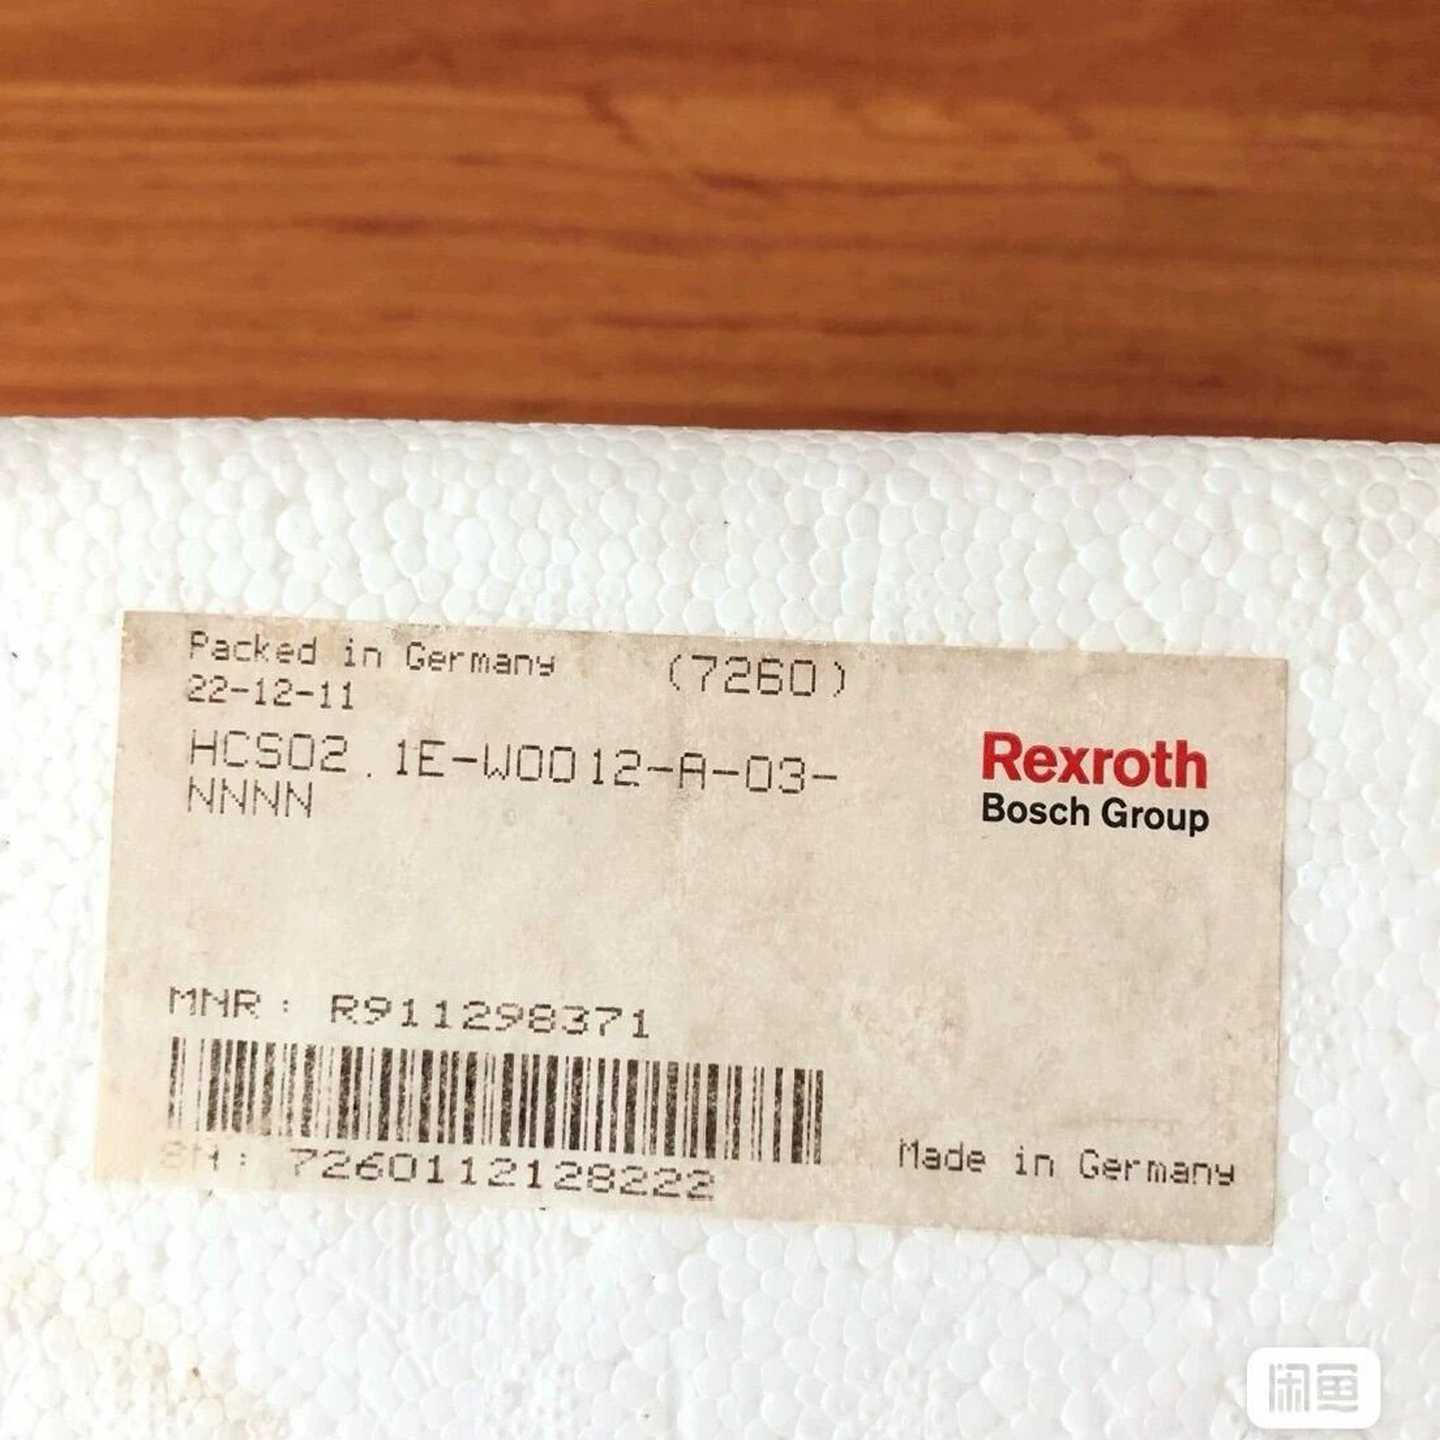 Packed in Germany (7260)
22-12-11
HCS02.1E-W0012-A-03-
NNNN
Rexroth
Bosch Group
MNR: R911298371
SN: 7260112128222
Made in Germany
闲鱼